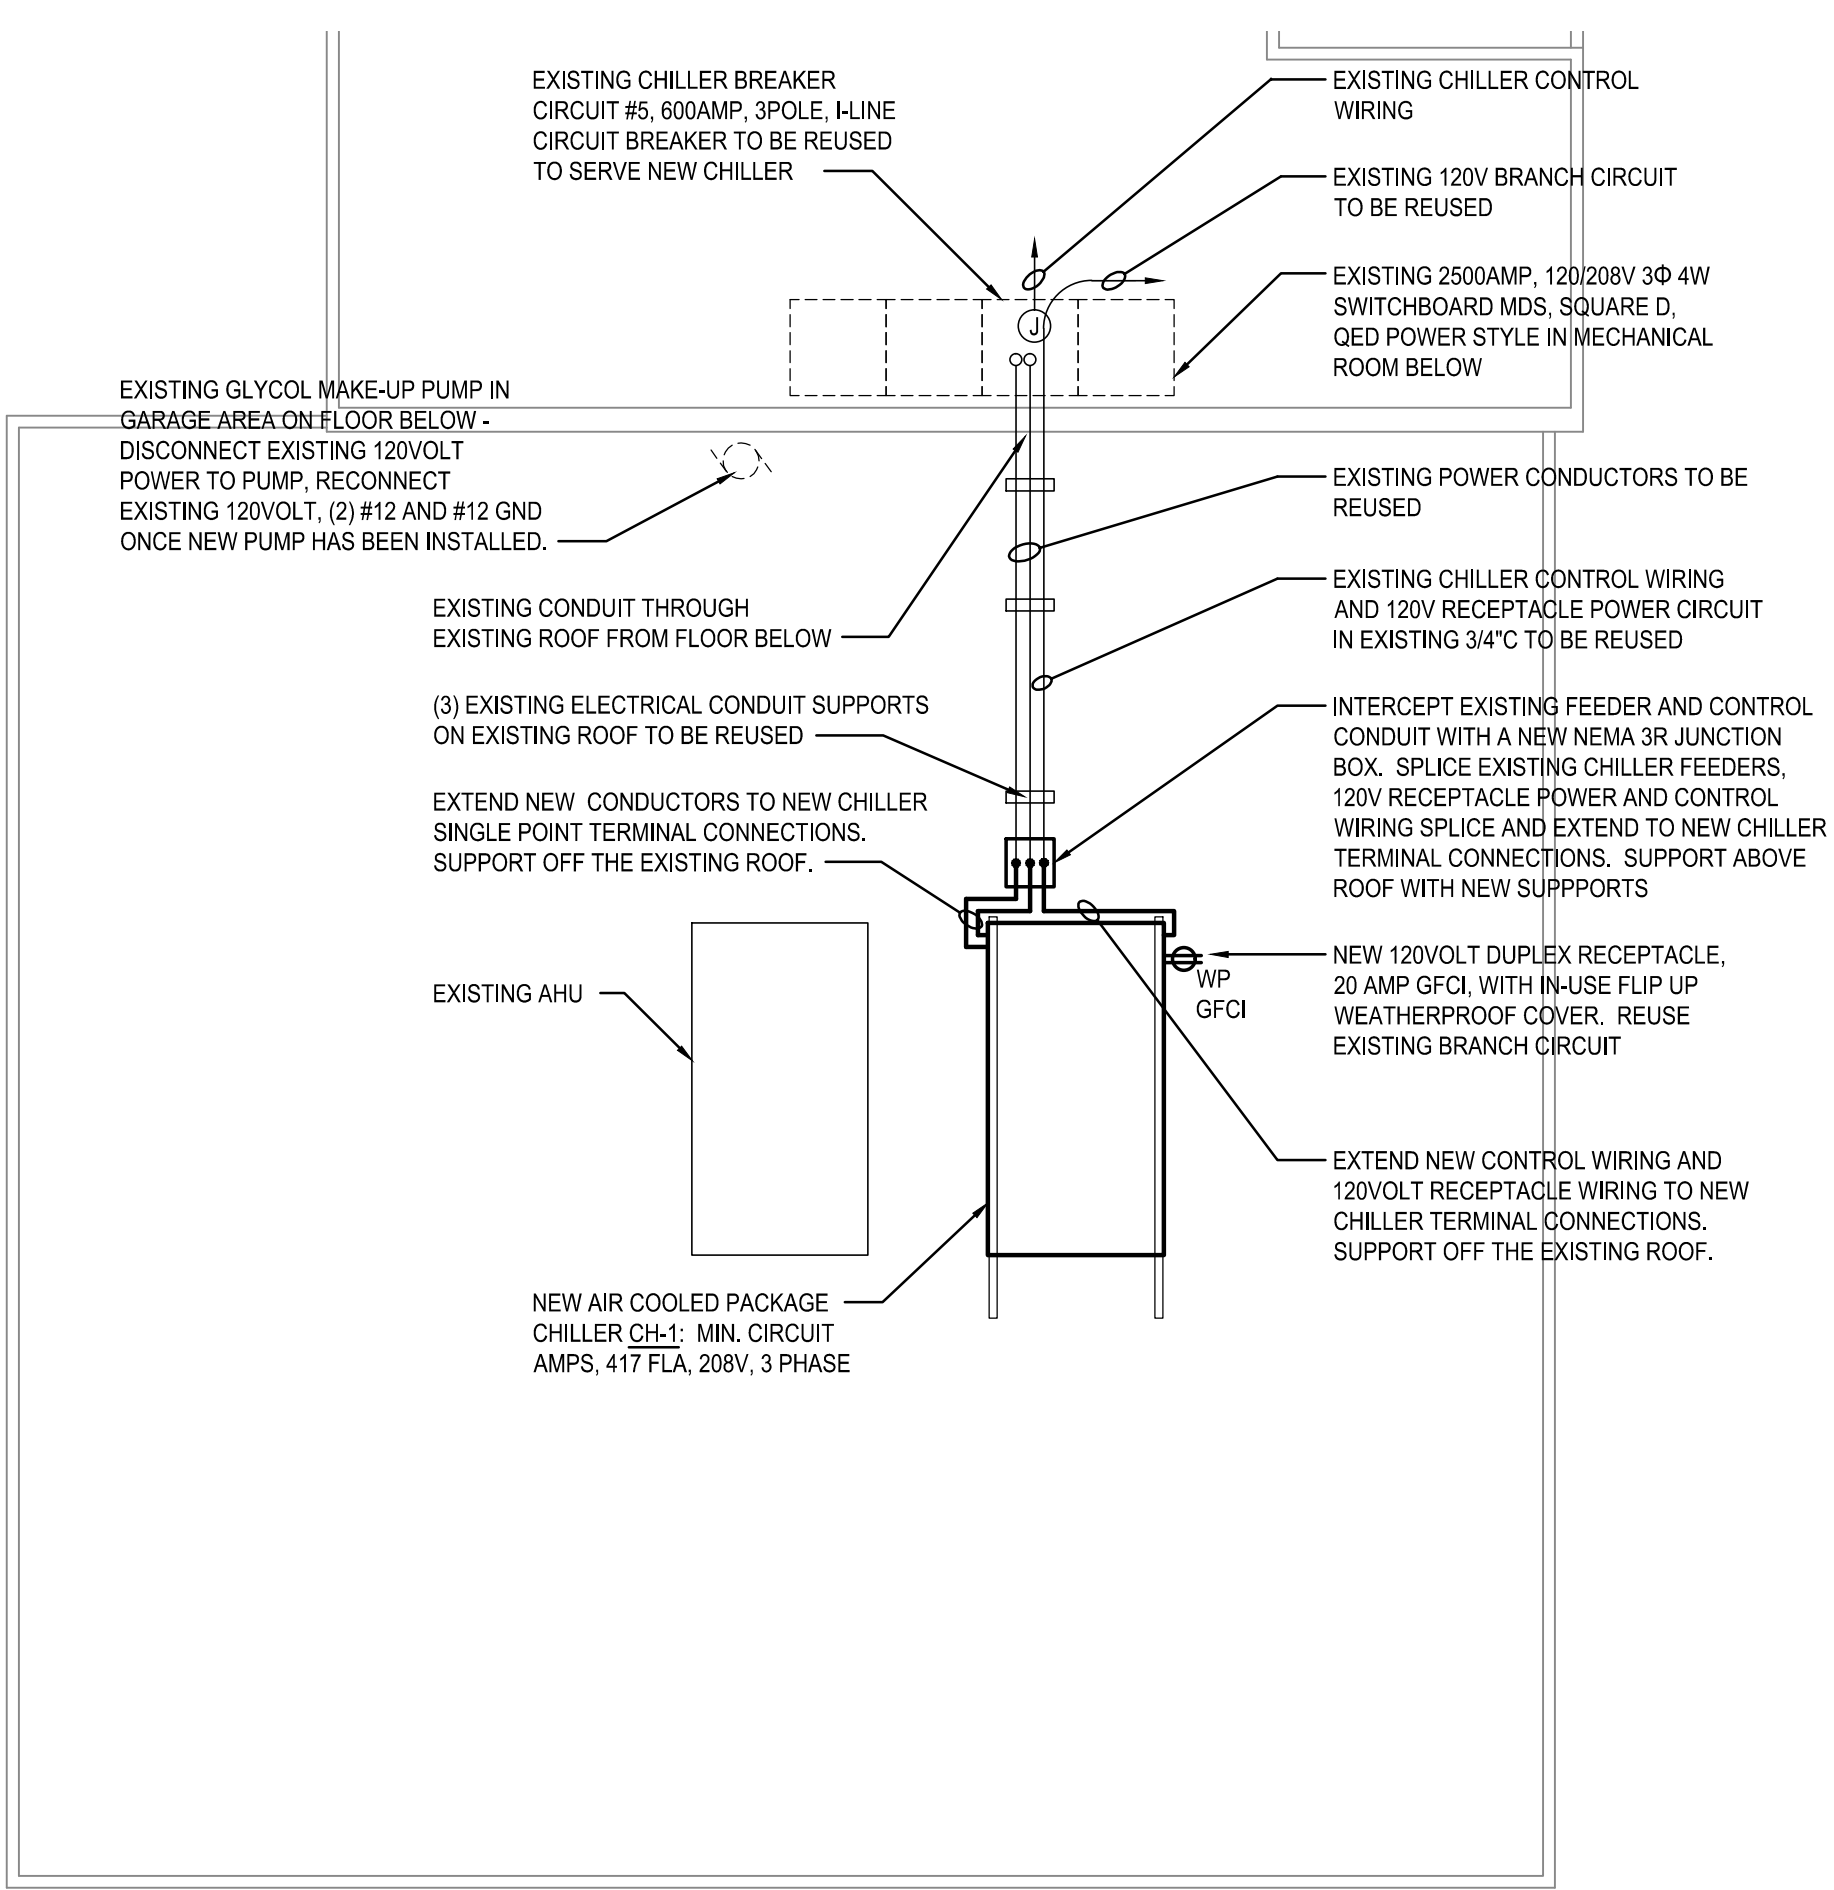 EXISTING CHILLER BREAKER
CIRCUIT #5, 600AMP, 3POLE, I-LINE
CIRCUIT BREAKER TO BE REUSED
TO SERVE NEW CHILLER
EXISTING CHILLER CONTROL
WIRING
EXISTING 120V BRANCH CIRCUIT
TO BE REUSED
EXISTING 2500AMP, 120/208V 3Φ 4W
SWITCHBOARD MDS, SQUARE D,
QED POWER STYLE IN MECHANICAL
ROOM BELOW
J
EXISTING GLYCOL MAKE-UP PUMP IN
GARAGE AREA ON FLOOR BELOW -
DISCONNECT EXISTING 120VOLT
POWER TO PUMP, RECONNECT
EXISTING 120VOLT, (2) #12 AND #12 GND
ONCE NEW PUMP HAS BEEN INSTALLED.
EXISTING POWER CONDUCTORS TO BE
REUSED
EXISTING CONDUIT THROUGH
EXISTING ROOF FROM FLOOR BELOW
EXISTING CHILLER CONTROL WIRING
AND 120V RECEPTACLE POWER CIRCUIT
IN EXISTING 3/4"C TO BE REUSED
(3) EXISTING ELECTRICAL CONDUIT SUPPORTS
ON EXISTING ROOF TO BE REUSED
INTERCEPT EXISTING FEEDER AND CONTROL
CONDUIT WITH A NEW NEMA 3R JUNCTION
BOX.  SPLICE EXISTING CHILLER FEEDERS,
120V RECEPTACLE POWER AND CONTROL
WIRING SPLICE AND EXTEND TO NEW CHILLER
TERMINAL CONNECTIONS.  SUPPORT ABOVE
ROOF WITH NEW SUPPPORTS
EXTEND NEW  CONDUCTORS TO NEW CHILLER
SINGLE POINT TERMINAL CONNECTIONS.
SUPPORT OFF THE EXISTING ROOF.
NEW 120VOLT DUPLEX RECEPTACLE,
20 AMP GFCI, WITH IN-USE FLIP UP
WEATHERPROOF COVER.  REUSE
EXISTING BRANCH CIRCUIT
WP
GFCI
EXISTING AHU
EXTEND NEW CONTROL WIRING AND
120VOLT RECEPTACLE WIRING TO NEW
CHILLER TERMINAL CONNECTIONS.
SUPPORT OFF THE EXISTING ROOF.
NEW AIR COOLED PACKAGE
CHILLER CH-1:  MIN. CIRCUIT
AMPS, 417 FLA, 208V, 3 PHASE